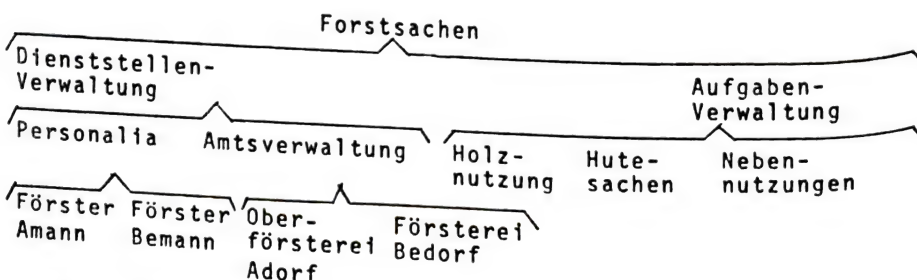 Forstsachen
Dienststellen-
Verwaltung
Aufgaben-
Verwaltung
Personalia
Amtsverwaltung
Holz-
nutzung
Hute-
sachen
Neben-
nutzungen
Förster
Amann
Förster
Bemann
Ober-
försterei
Adorf
Försterei
Bedorf